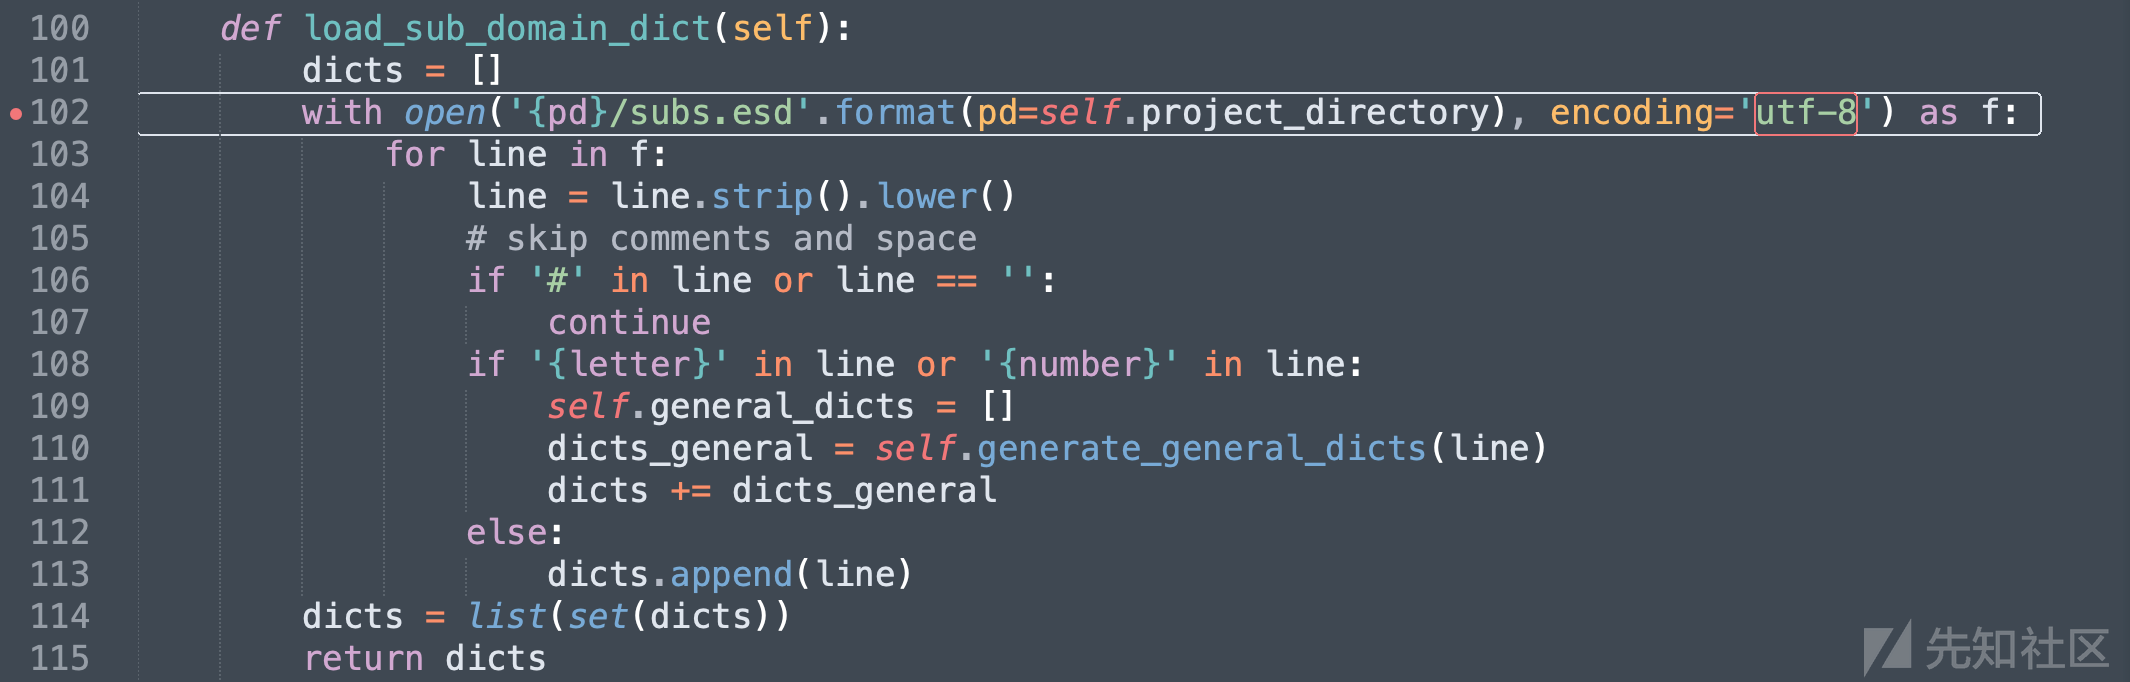 100 def load_sub_domain_dict(self):
101 dicts = []
102 with open('{pd}/subs.esd'.format(pd=self.project_directory), encoding='utf-8') as f:
103 for line in f:
104 line = line.strip().lower()
105 # skip comments and space
106 if '#' in line or line == '':
107 continue
108 if '{letter}' in line or '{number}' in line:
109 self.general_dicts = []
110 dicts_general = self.generate_general_dicts(line)
111 dicts += dicts_general
112 else:
113 dicts.append(line)
114 dicts = list(set(dicts))
115 return dicts
先知社区